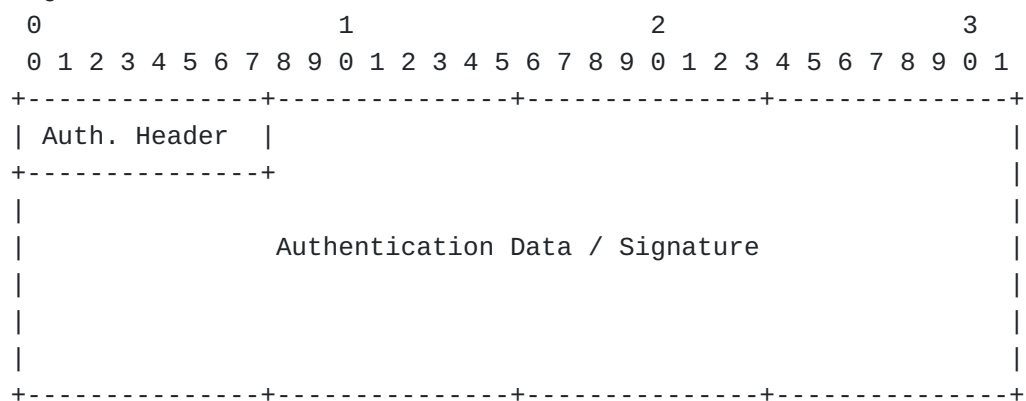 0                   1                   2                   3
0 1 2 3 4 5 6 7 8 9 0 1 2 3 4 5 6 7 8 9 0 1 2 3 4 5 6 7 8 9 0 1
+---------------+---------------+---------------+---------------+
| Auth. Header  |                                               |
+---------------+                                               |
|                                                               |
|                Authentication Data / Signature                |
|                                                               |
|                                                               |
|                                                               |
+---------------+---------------+---------------+---------------+